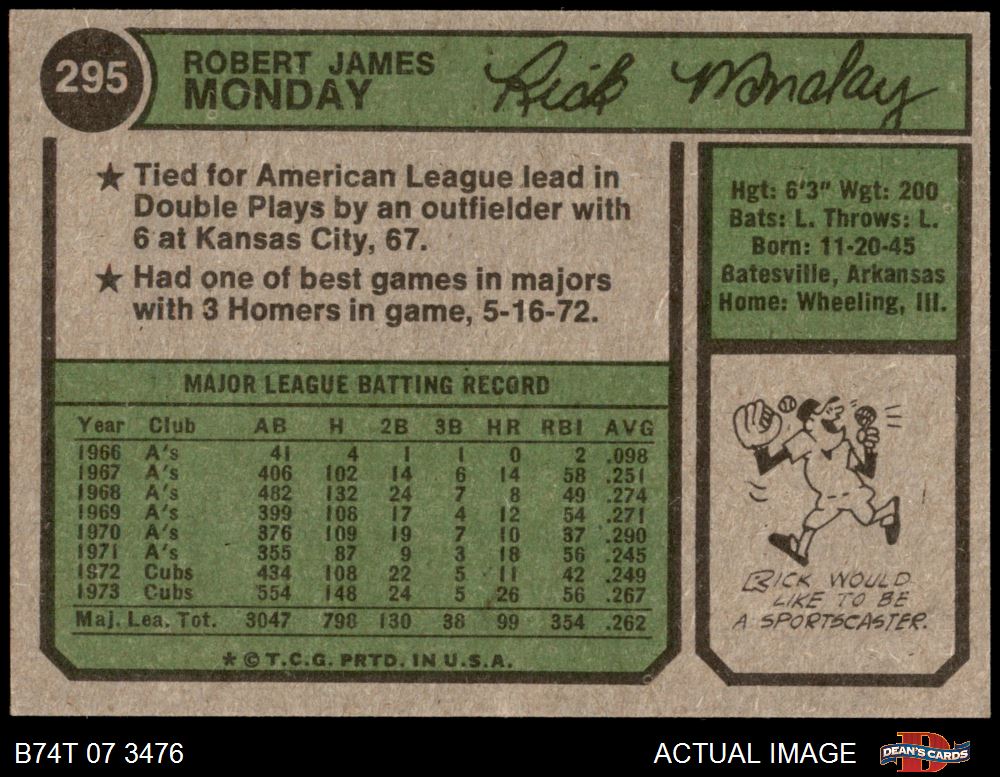 295
ROBERT JAMES
MONDAY
Rick Monday
★ Tied for American League lead in
Double Plays by an outfielder with
6 at Kansas City, 67.
★ Had one of best games in majors
with 3 Homers in game, 5-16-72.
Hgt: 6'3" Wgt: 200
Bats: L. Throws: L.
Born: 11-20-45
Batesville, Arkansas
Home: Wheeling, Ill.
MAJOR LEAGUE BATTING RECORD
Year Club AB H 2B 3B HR RBI AVG
1966 A's 41 4 1 1 0 2 .098
1967 A's 406 102 14 6 14 58 .251
1968 A's 482 132 24 7 8 49 .274
1969 A's 399 108 17 4 12 54 .271
1970 A's 376 109 19 7 10 37 .290
1971 A's 355 87 9 3 18 56 .245
1972 Cubs 434 108 22 5 11 42 .249
1973 Cubs 554 148 24 5 26 56 .267
Maj. Lea. Tot. 3047 798 130 38 99 354 .262
* © T.C.G. PRTD. IN U.S.A.
RICK WOULD
LIKE TO BE
A SPORTSCASTER.
B74T 07 3476
ACTUAL IMAGE
DEAN'S CARDS